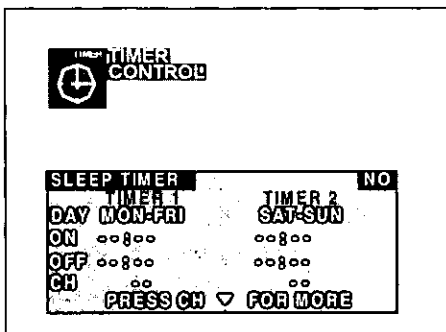 TIMER
TIMER
CONTROL
SLEEP TIMER NO
TIMER 1 TIMER 2
DAY MON-FRI SAT-SUN
ON --:-- --:--
OFF --:-- --:--
CH -- --
PRESS CH ▽ FOR MORE